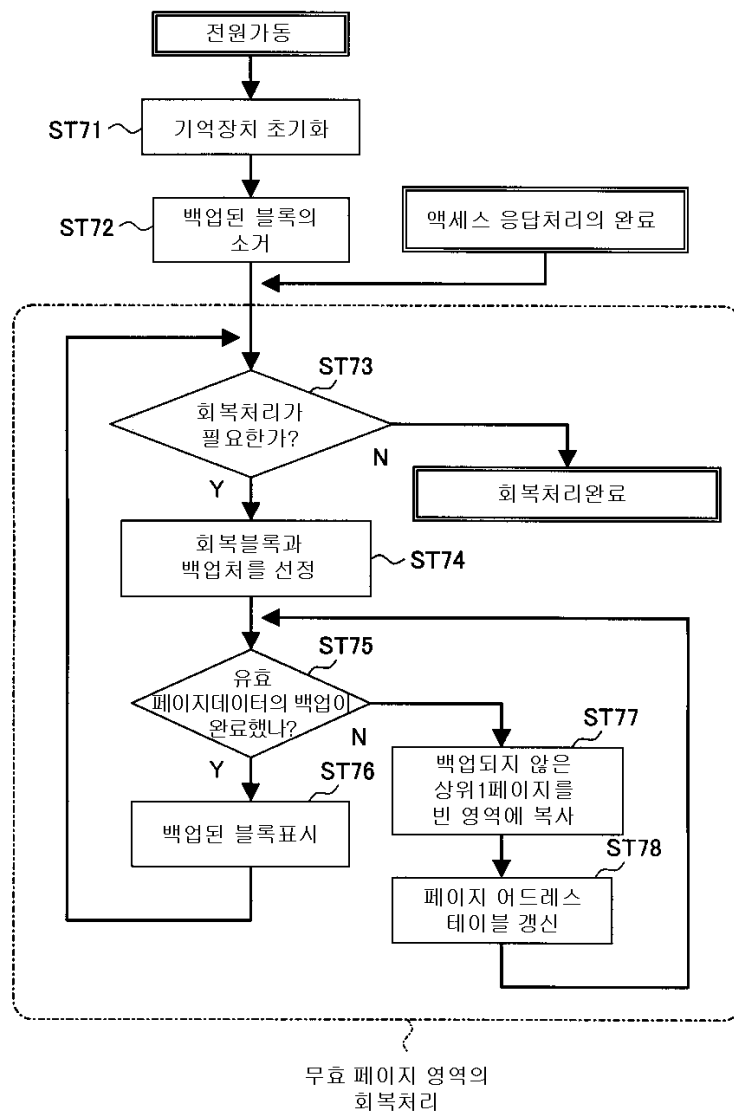 전원가동
ST71
기억장치 초기화
ST72
백업된 블록의
소거
액세스 응답처리의 완료
ST73
회복처리가
필요한가?
N
Y
회복처리완료
회복블록과
백업처를 선정
ST74
ST75
유효
페이지데이터의 백업이
완료했나?
N
Y
ST76
백업된 블록표시
ST77
백업되지 않은
상위1페이지를
빈 영역에 복사
ST78
페이지 어드레스
테이블 갱신
무효 페이지 영역의
회복처리